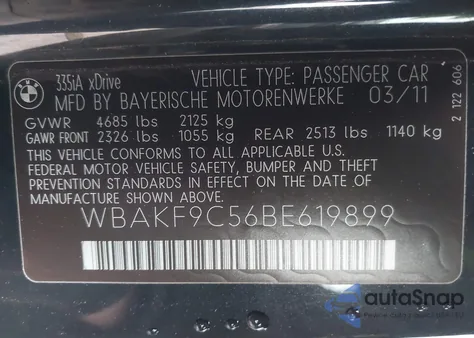 BMW
335iA xDrive VEHICLE TYPE: PASSENGER CAR
MFD BY BAYERISCHE MOTORENWERKE 03/11
GVWR 4685 lbs 2125 kg
GAWR FRONT 2326 lbs 1055 kg REAR 2513 lbs 1140 kg
THIS VEHICLE CONFORMS TO ALL APPLICABLE U.S.
FEDERAL MOTOR VEHICLE SAFETY, BUMPER AND THEFT
PREVENTION STANDARDS IN EFFECT ON THE DATE OF
MANUFACTURE SHOWN ABOVE.
WBAKF9C56BE619899
2 122 606
autoSnap